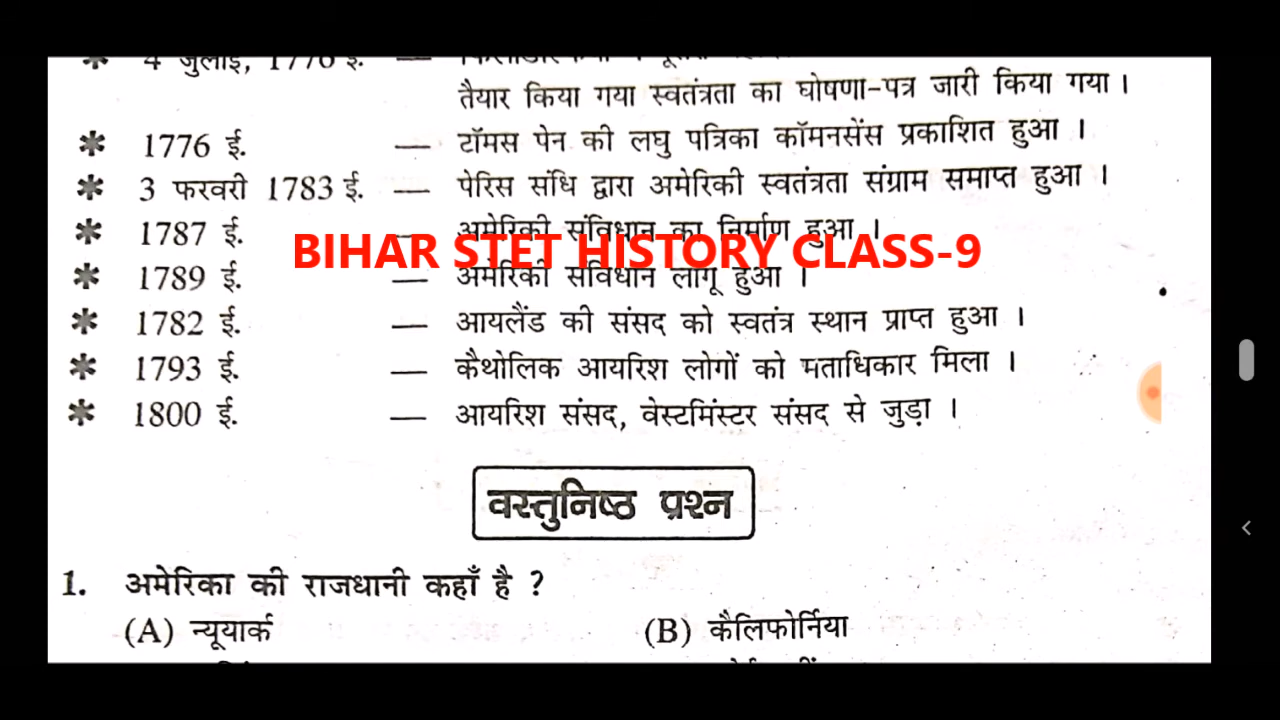 * 4 जुलाई, 1776 ई. —
तैयार किया गया स्वतंत्रता का घोषणा-पत्र जारी किया गया ।
* 1776 ई. — टॉमस पेन की लघु पत्रिका कॉमनसेंस प्रकाशित हुआ ।
* 3 फरवरी 1783 ई. — पेरिस संधि द्वारा अमेरिकी स्वतंत्रता संग्राम समाप्त हुआ ।
* 1787 ई. — अमेरिकी संविधान का निर्माण हुआ ।
BIHAR STET HISTORY CLASS-9
* 1789 ई. — अमेरिकी संविधान लागू हुआ ।
* 1782 ई. — आयलैंड की संसद को स्वतंत्र स्थान प्राप्त हुआ ।
* 1793 ई. — कैथोलिक आयरिश लोगों को मताधिकार मिला ।
* 1800 ई. — आयरिश संसद, वेस्टमिंस्टर संसद से जुड़ा ।
वस्तुनिष्ठ प्रश्न
1. अमेरिका की राजधानी कहाँ है ?
(A) न्यूयार्क (B) कैलिफोर्निया